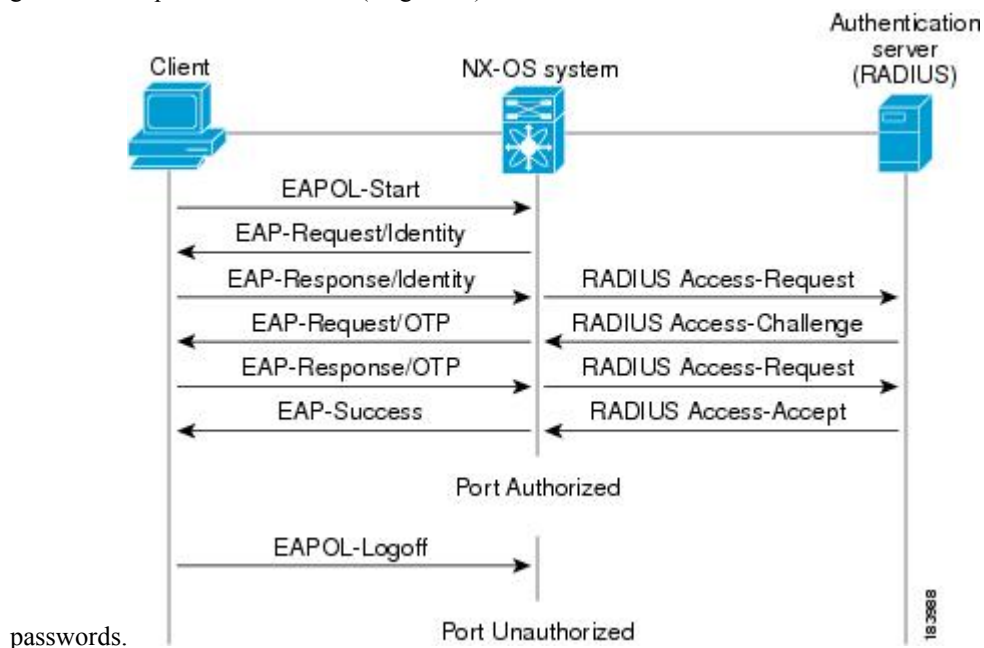 Authentication
server
(RADIUS)
Client
NX-OS system
EAPOL-Start
EAP-Request/Identity
EAP-Response/Identity RADIUS Access-Request
EAP-Request/OTP RADIUS Access-Challenge
EAP-Response/OTP RADIUS Access-Request
EAP-Success RADIUS Access-Accept
Port Authorized
EAPOL-Logoff
183988
passwords. Port Unauthorized